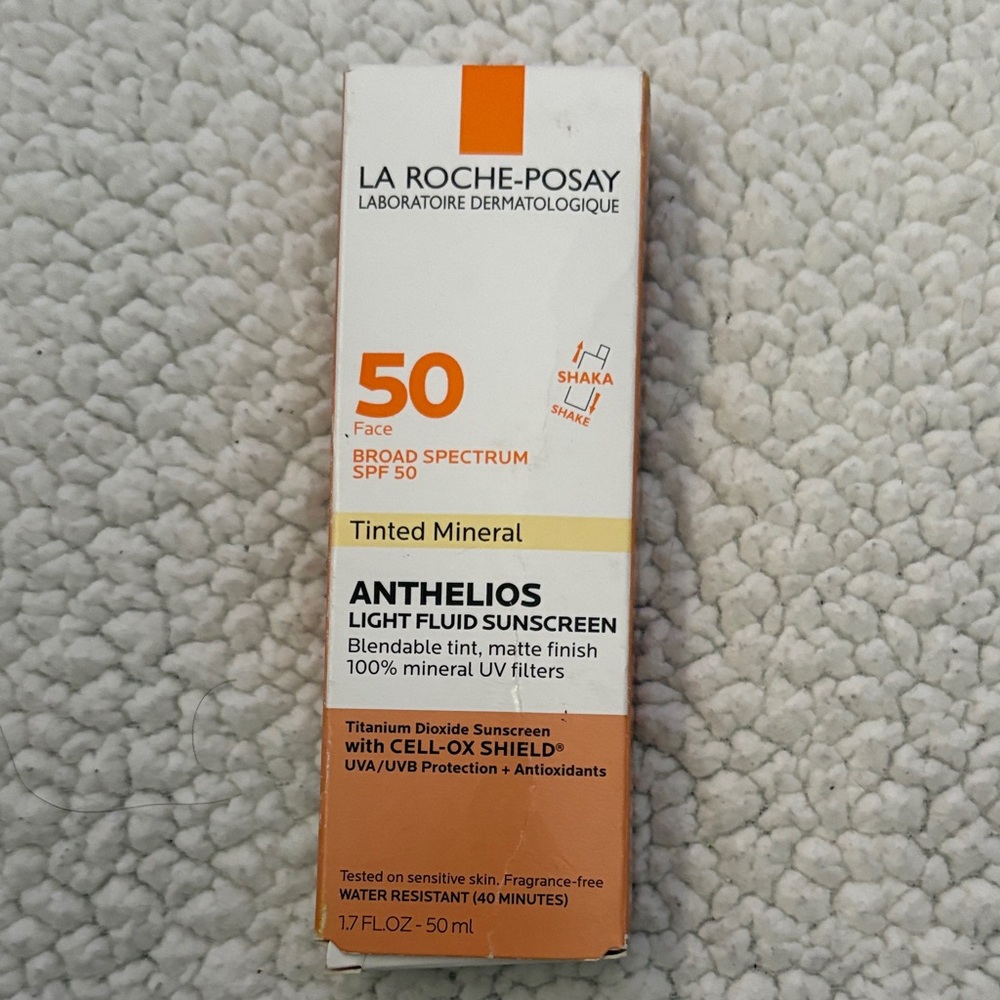 LA ROCHE-POSAY
LABORATOIRE DERMATOLOGIQUE
50
Face
BROAD SPECTRUM
SPF 50
SHAKA
SHAKE
Tinted Mineral
ANTHELIOS
LIGHT FLUID SUNSCREEN
Blendable tint, matte finish
100% mineral UV filters
Titanium Dioxide Sunscreen
with CELL-OX SHIELD®
UVA/UVB Protection + Antioxidants
Tested on sensitive skin. Fragrance-free
WATER RESISTANT (40 MINUTES)
1.7 FL.OZ - 50 ml